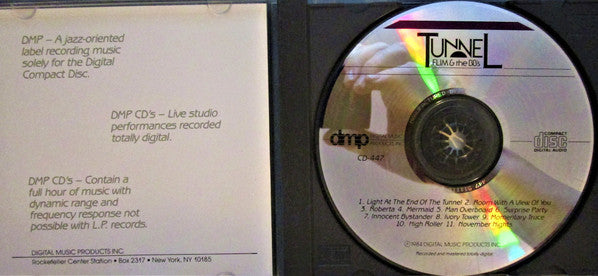 DMP – A jazz-oriented
label recording music
solely for the Digital
Compact Disc.
DMP CD's – Live studio
performances recorded
totally digital.
DMP CD's – Contain a
full hour of music with
dynamic range and
frequency response not
possible with L.P. records.
DIGITAL MUSIC PRODUCTS INC.
Rockefeller Center Station • Box 2317 • New York, NY 10185
TUNNEL
FLIM & the BB's
dmp
DIGITAL MUSIC
PRODUCTS INC.
CD-447
COMPACT
disc
DIGITAL AUDIO
1. Light At The End Of The Tunnel 2. Room With A View Of You
3. Roberta 4. Mermaid 5. Man Overboard 6. Surprise Party
7. Innocent Bystander 8. Ivory Tower 9. Momentary Trace
10. High Roller 11. November Nights
© 1984 DIGITAL MUSIC PRODUCTS INC.
Recorded and mastered totally digital.